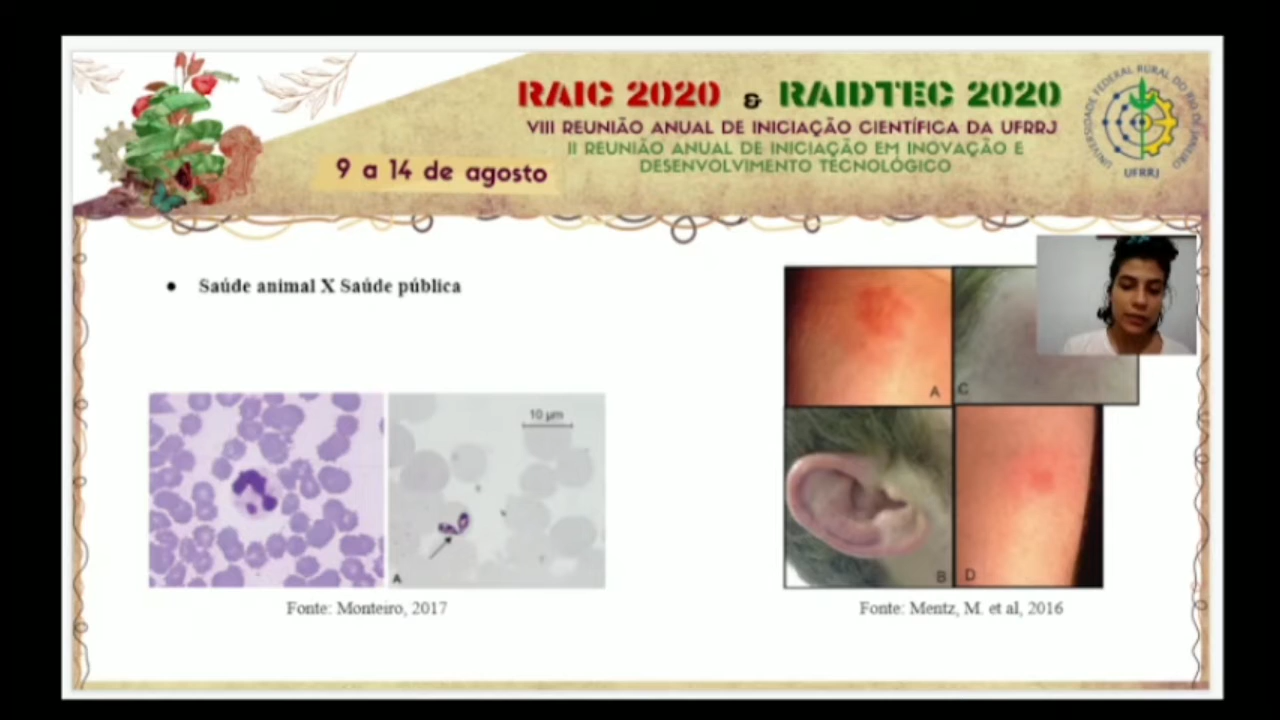 RAIC 2020 & RAIDTEC 2020
VIII REUNIÃO ANUAL DE INICIAÇÃO CIENTÍFICA DA UFRRJ
II REUNIÃO ANUAL DE INICIAÇÃO EM INOVAÇÃO E
DESENVOLVIMENTO TECNOLÓGICO
9 a 14 de agosto
UNIVERSIDADE FEDERAL RURAL DO RIO DE JANEIRO
UFRRJ
Saúde animal X Saúde pública
10 µm
A
Fonte: Monteiro, 2017
A
C
B
D
Fonte: Mentz, M. et al, 2016